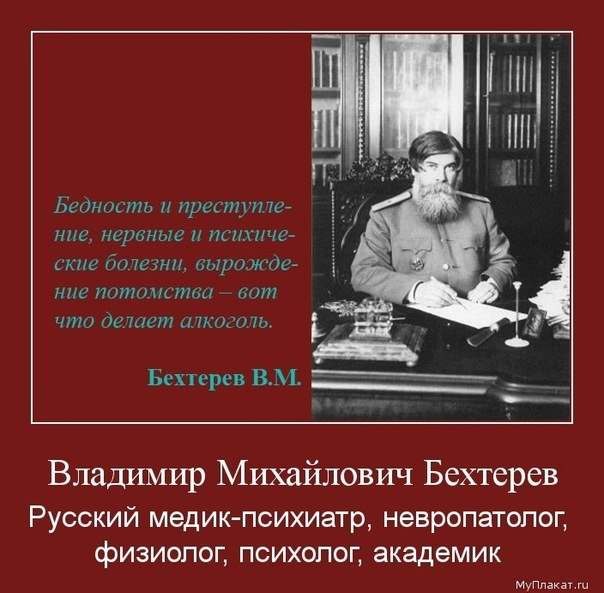 Бедность и преступле-
ние, нервные и психиче-
ские болезни, вырожде-
ние потомства – вот
что делает алкоголь.
Бехтерев В.М.
Владимир Михайлович Бехтерев
Русский медик-психиатр, невропатолог,
физиолог, психолог, академик
МуПлакат.ru